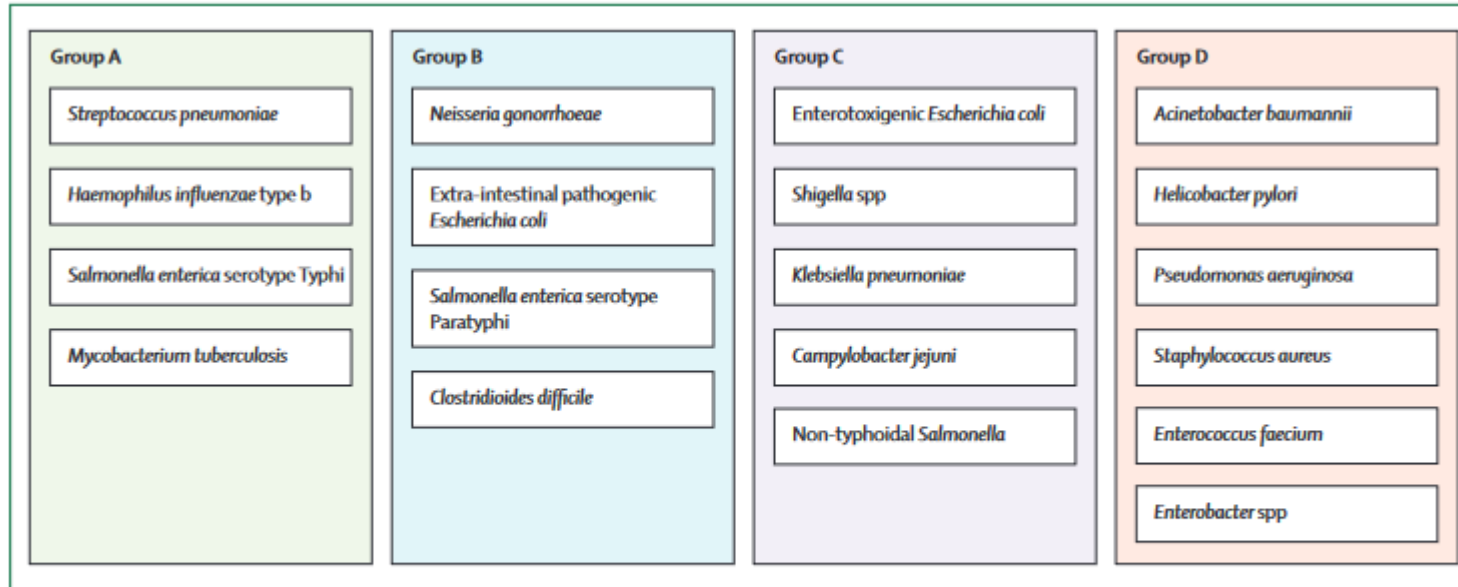 Group A
Streptococcus pneumoniae
Haemophilus influenzae type b
Salmonella enterica serotype Typhi
Mycobacterium tuberculosis
Group B
Neisseria gonorrhoeae
Extra-intestinal pathogenic
Escherichia coli
Salmonella enterica serotype
Paratyphi
Clostridioides difficile
Group C
Enterotoxigenic Escherichia coli
Shigella spp
Klebsiella pneumoniae
Campylobacter jejuni
Non-typhoidal Salmonella
Group D
Acinetobacter baumannii
Helicobacter pylori
Pseudomonas aeruginosa
Staphylococcus aureus
Enterococcus faecium
Enterobacter spp